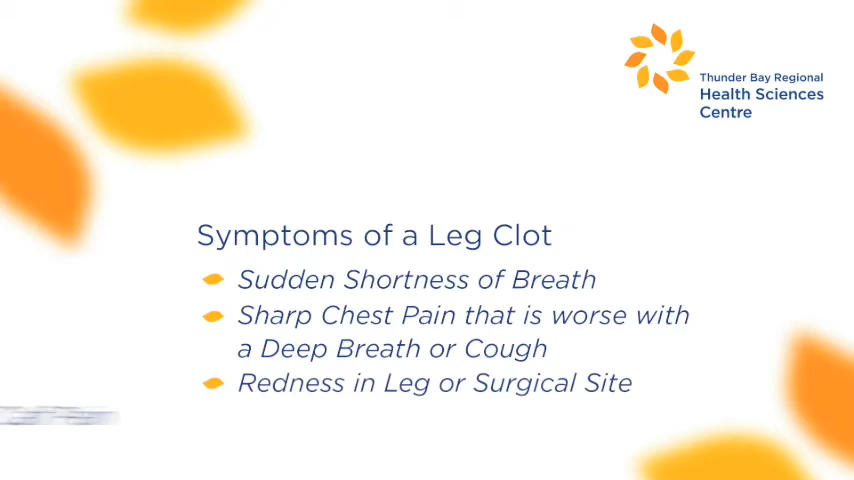 Thunder Bay Regional
Health Sciences
Centre
Symptoms of a Leg Clot
Sudden Shortness of Breath
Sharp Chest Pain that is worse with
a Deep Breath or Cough
Redness in Leg or Surgical Site